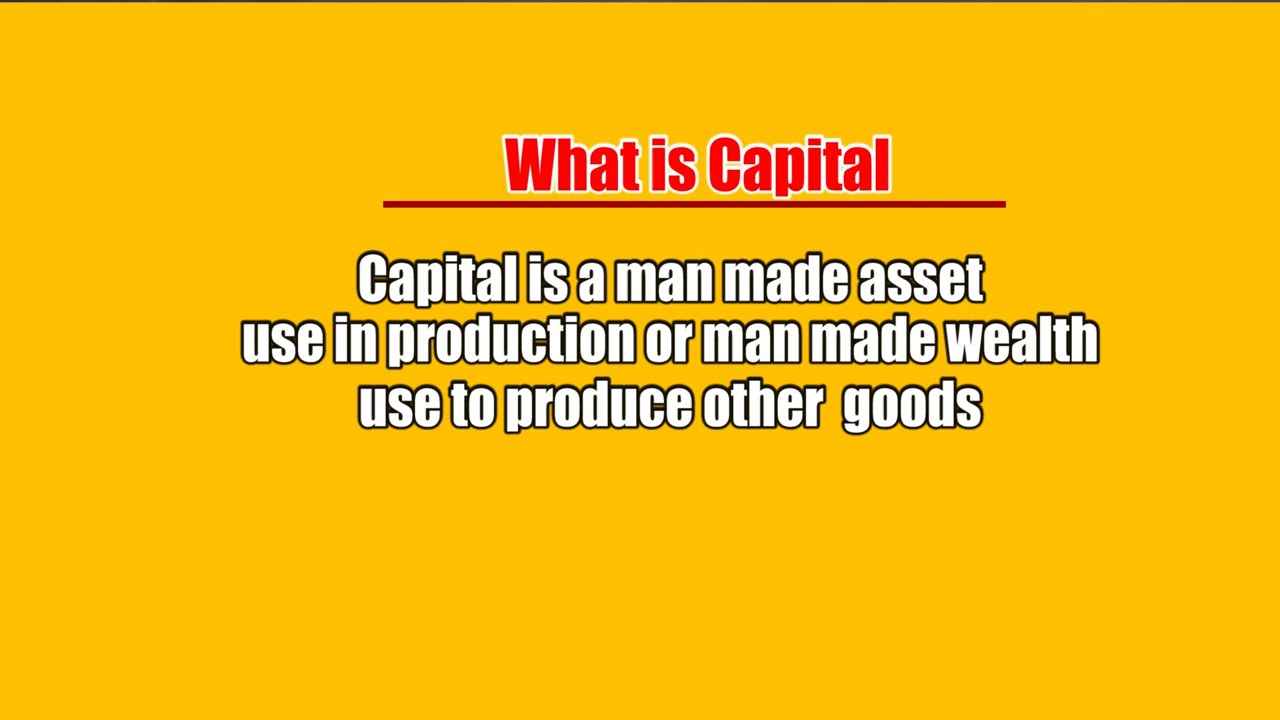 What is Capital
Capital is a man made asset
use in production or man made wealth
use to produce other goods